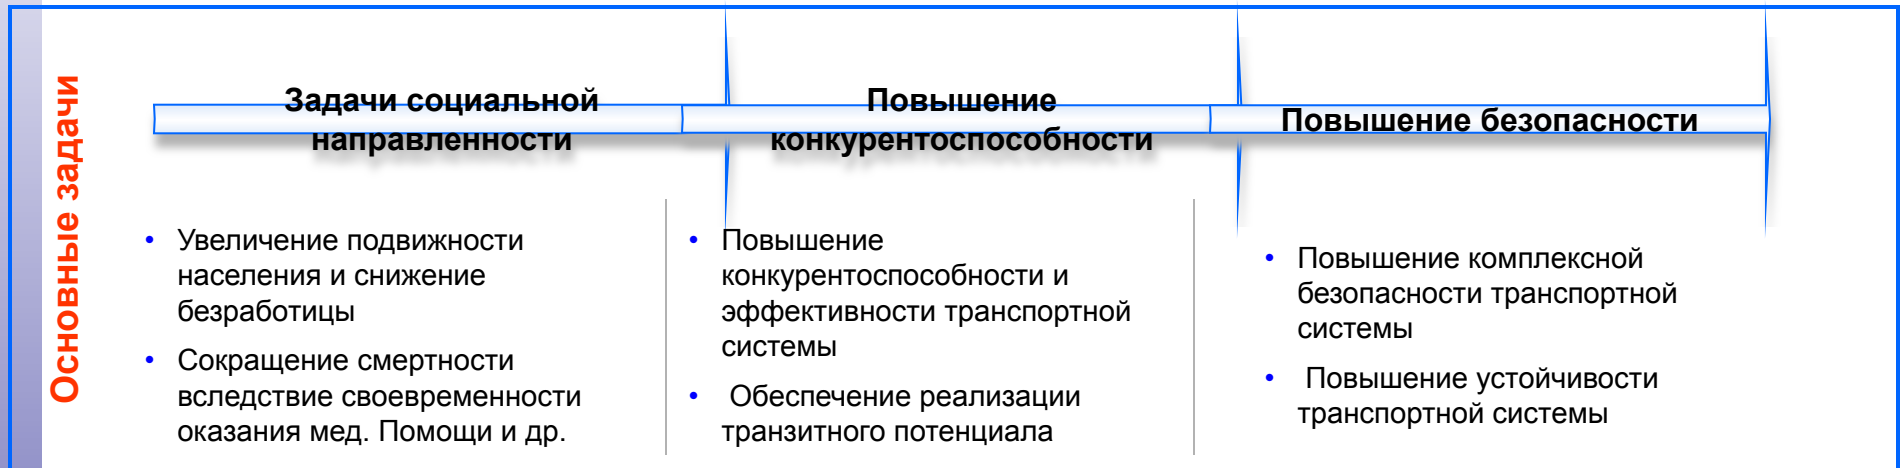 Основные задачи
Задачи социальной
направленности
Повышение
конкурентоспособности
Повышение безопасности
• Увеличение подвижности
населения и снижение
безработицы
• Сокращение смертности
вследствие своевременности
оказания мед. Помощи и др.
• Повышение
конкурентоспособности и
эффективности транспортной
системы
• Обеспечение реализации
транзитного потенциала
• Повышение комплексной
безопасности транспортной
системы
• Повышение устойчивости
транспортной системы